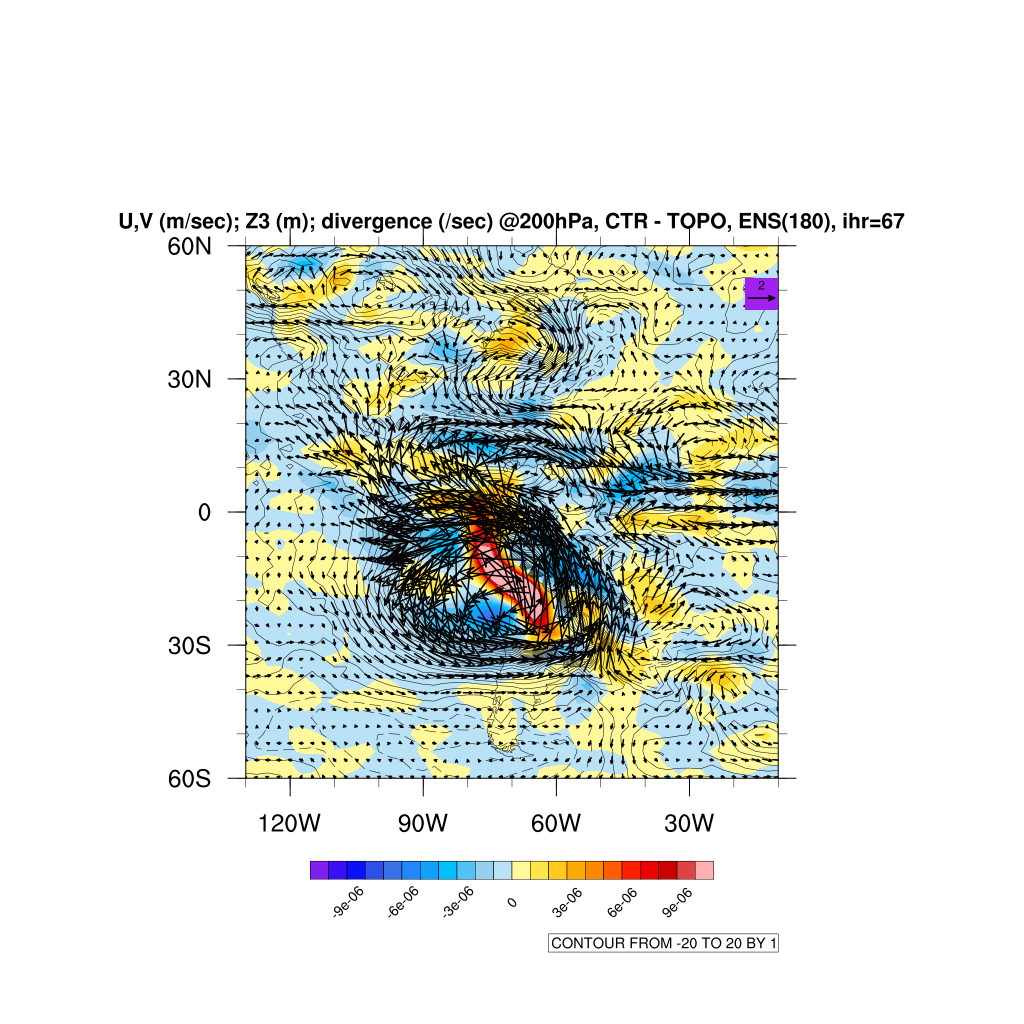 U,V (m/sec); Z3 (m); divergence (/sec) @200hPa, CTR - TOPO, ENS(180), ihr=67
60N
2
30N
0
30S
60S
120W 90W 60W 30W
-9e-06 -6e-06 -3e-06 0 3e-06 6e-06 9e-06
CONTOUR FROM -20 TO 20 BY 1